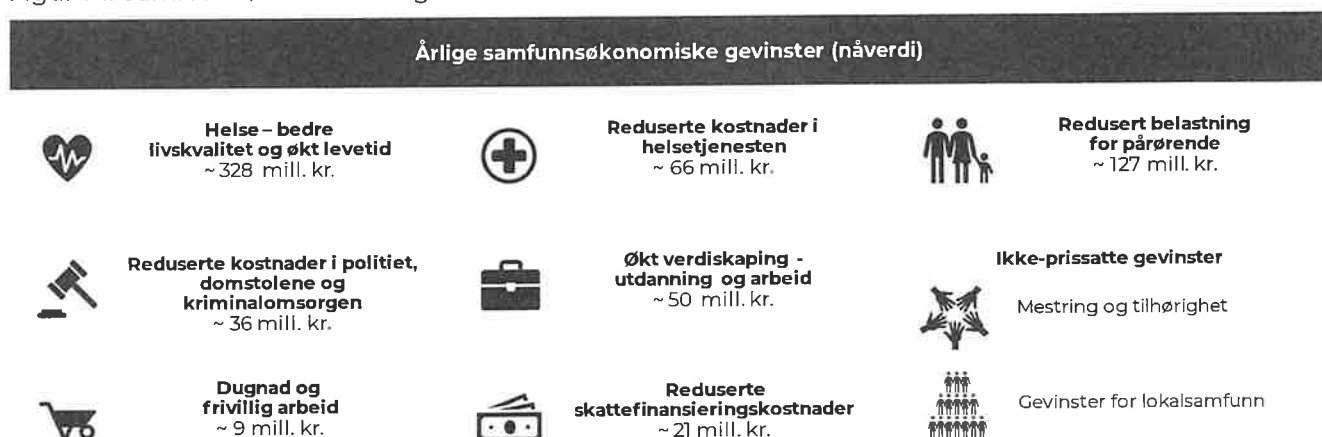 Årlige samfunnsøkonomiske gevinster (nåverdi)
Helse – bedre
livskvalitet og økt levetid
~ 328 mill. kr.
Reduserte kostnader i
helsetjenesten
~ 66 mill. kr.
Redusert belastning
for pårørende
~ 127 mill. kr.
Reduserte kostnader i politiet,
domstolene og
kriminalomsorgen
~ 36 mill. kr.
Økt verdiskaping -
utdanning og arbeid
~ 50 mill. kr.
Ikke-prissatte gevinster
Mestring og tilhørighet
Dugnad og
frivillig arbeid
~ 9 mill. kr.
Reduserte
skattefinansieringskostnader
~ 21 mill. kr.
Gevinster for lokalsamfunn